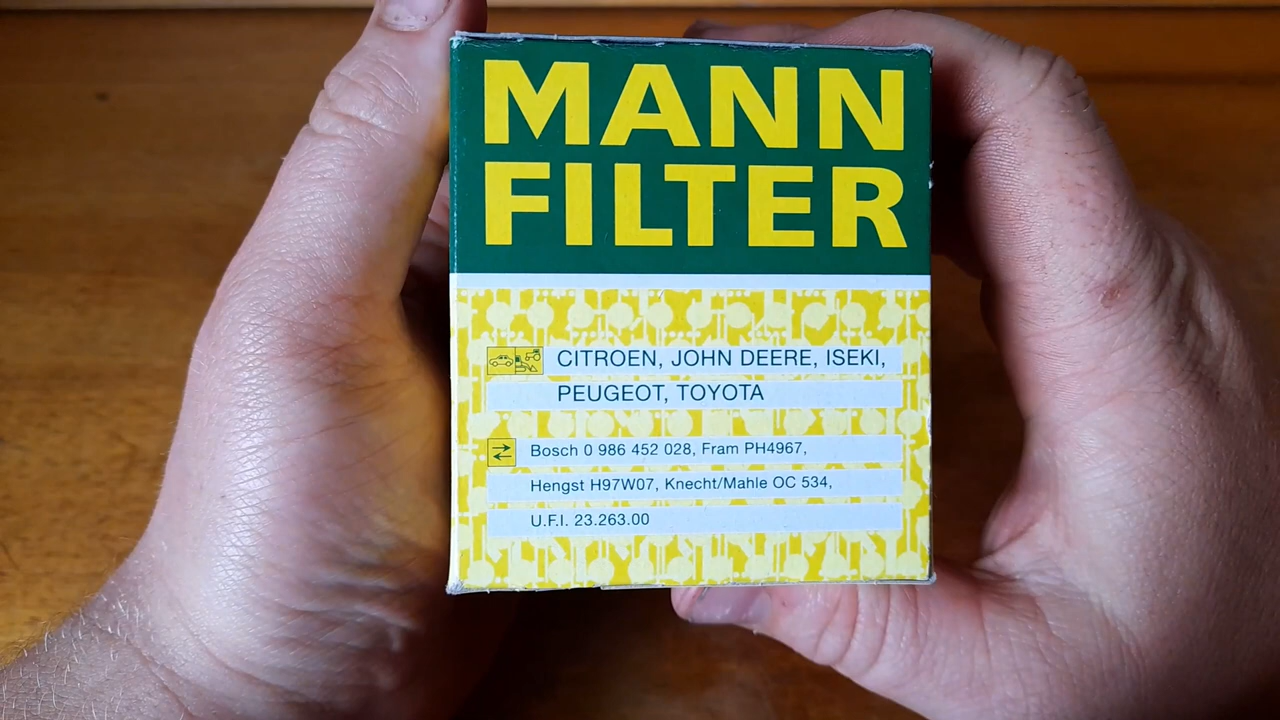 MANN
FILTER
CITROEN, JOHN DEERE, ISEKI,
PEUGEOT, TOYOTA
Bosch 0 986 452 028, Fram PH4967,
Hengst H97W07, Knecht/Mahle OC 534,
U.F.I. 23.263.00